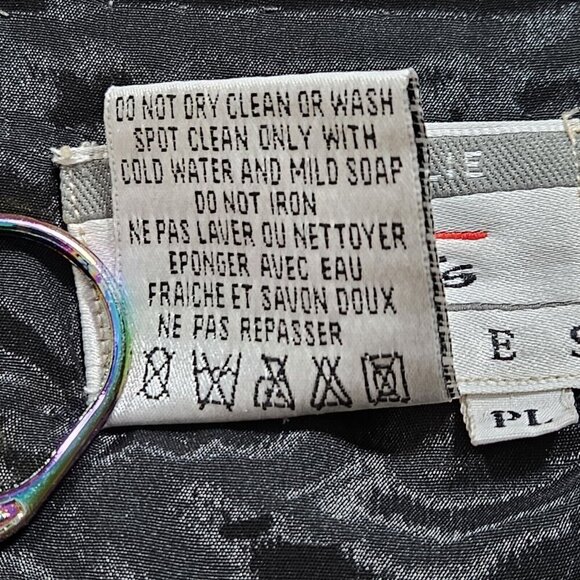 DO NOT DRY CLEAN OR WASH
SPOT CLEAN ONLY WITH
COLD WATER AND MILD SOAP
DO NOT IRON
NE PAS LAVER OU NETTOYER
EPONGER AVEC EAU
FRAICHE ET SAVON DOUX
NE PAS REPASSER
LIE
s
E S
PL